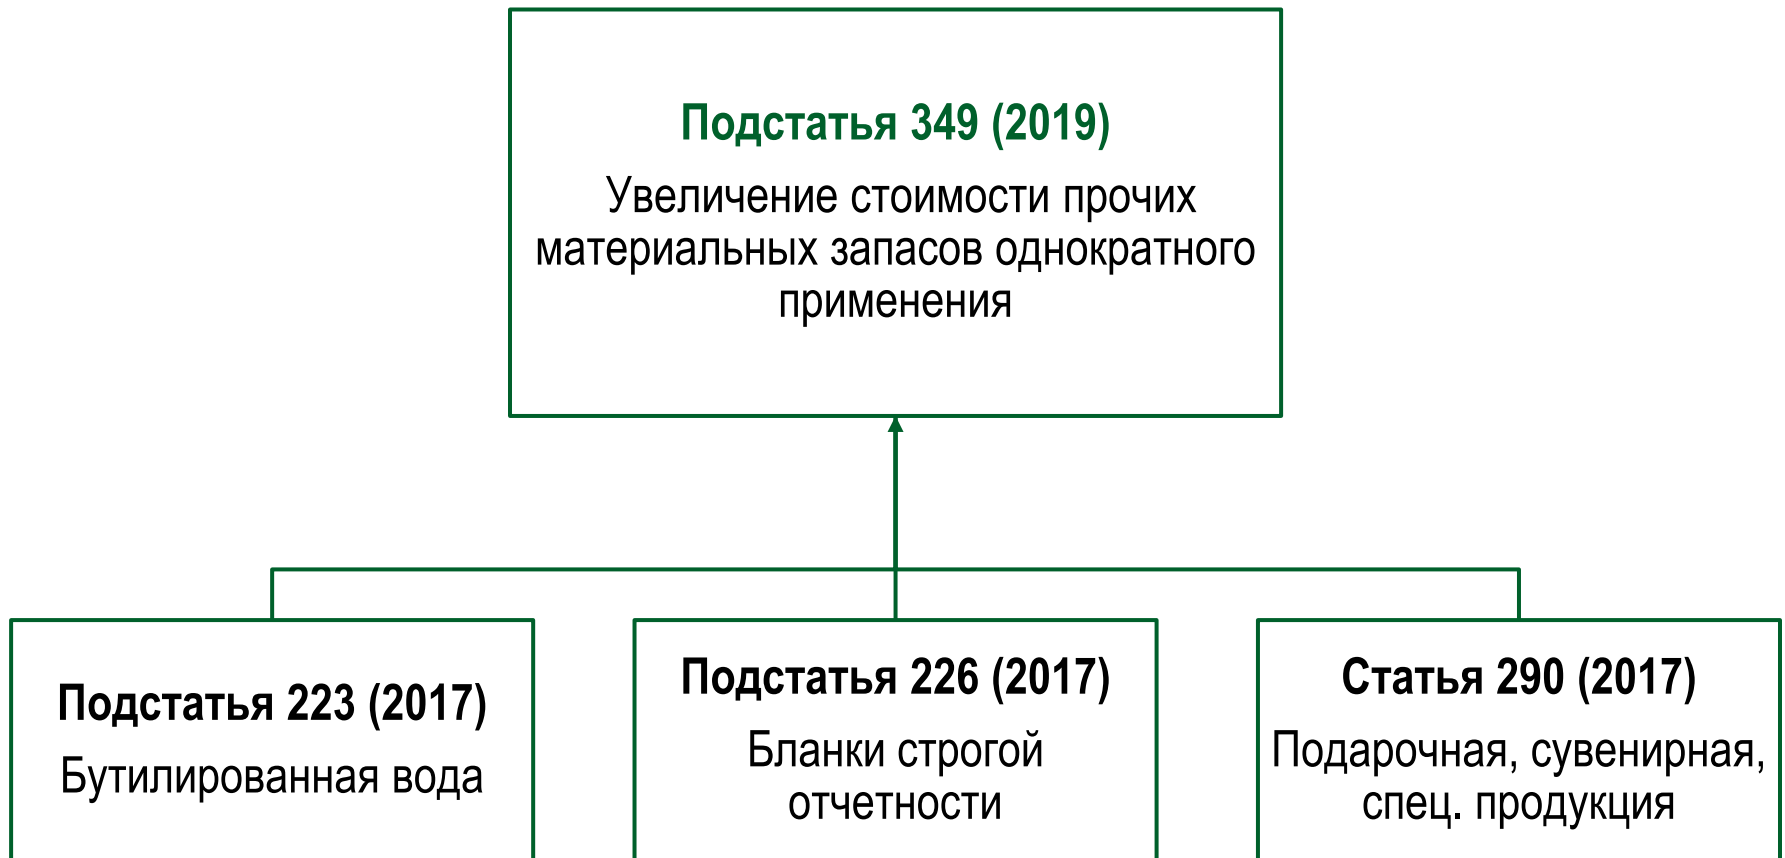 Подстатья 349 (2019)
Увеличение стоимости прочих
материальных запасов однократного
применения
Подстатья 223 (2017)
Бутилированная вода
Подстатья 226 (2017)
Бланки строгой
отчетности
Статья 290 (2017)
Подарочная, сувенирная,
спец. продукция